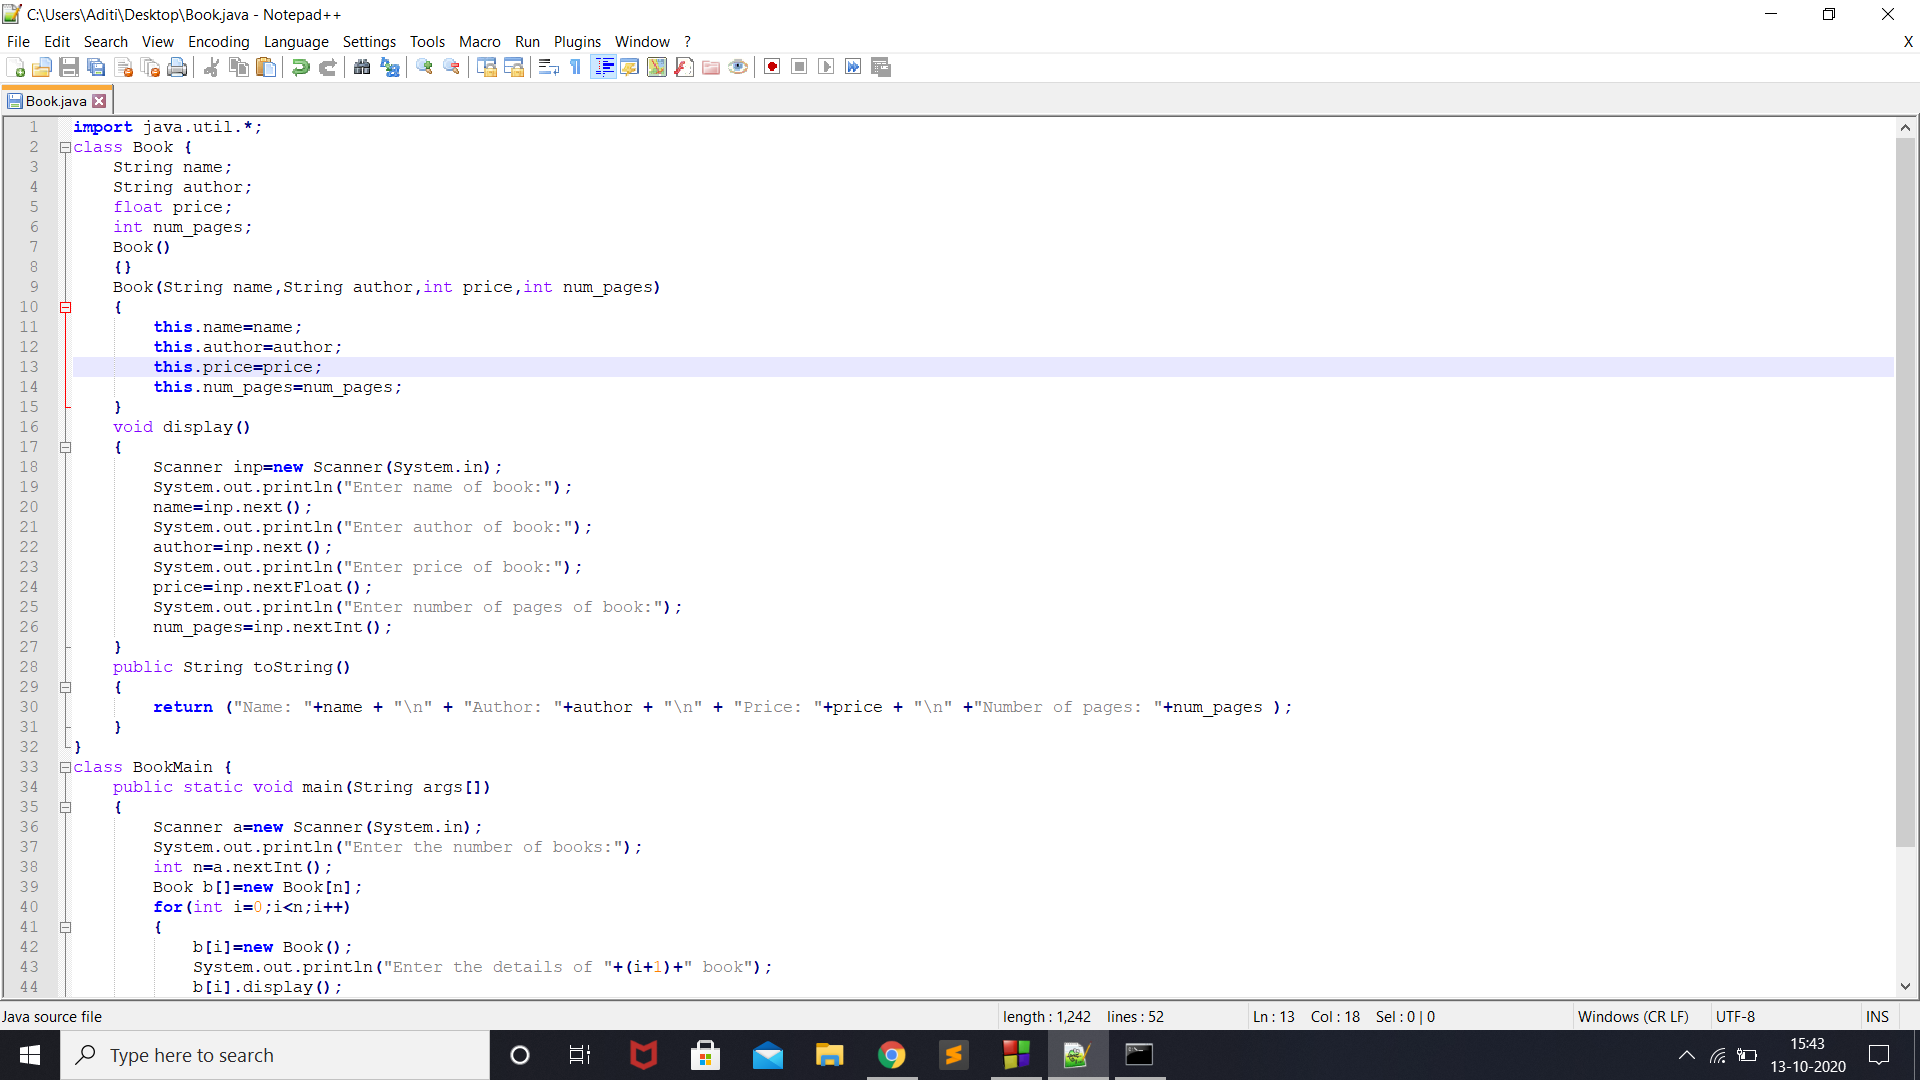 C:\Users\Aditi\Desktop\Book.java - Notepad++
File Edit Search View Encoding Language Settings Tools Macro Run Plugins Window ? X
Book.java
1 import java.util.*;
2 class Book {
3     String name;
4     String author;
5     float price;
6     int num_pages;
7     Book()
8     {}
9     Book(String name,String author,int price,int num_pages)
10     {
11         this.name=name;
12         this.author=author;
13         this.price=price;
14         this.num_pages=num_pages;
15     }
16     void display()
17     {
18         Scanner inp=new Scanner(System.in);
19         System.out.println("Enter name of book:");
20         name=inp.next();
21         System.out.println("Enter author of book:");
22         author=inp.next();
23         System.out.println("Enter price of book:");
24         price=inp.nextFloat();
25         System.out.println("Enter number of pages of book:");
26         num_pages=inp.nextInt();
27     }
28     public String toString()
29     {
30         return ("Name: "+name + "\n" + "Author: "+author + "\n" + "Price: "+price + "\n" +"Number of pages: "+num_pages );
31     }
32 }
33 class BookMain {
34     public static void main(String args[])
35     {
36         Scanner a=new Scanner(System.in);
37         System.out.println("Enter the number of books:");
38         int n=a.nextInt();
39         Book b[]=new Book[n];
40         for(int i=0;i<n;i++)
41         {
42             b[i]=new Book();
43             System.out.println("Enter the details of "+(i+1)+" book");
44             b[i].display();
Java source file length : 1,242 lines : 52 Ln : 13 Col : 18 Sel : 0 | 0 Windows (CR LF) UTF-8 INS
Type here to search
15:43
13-10-2020